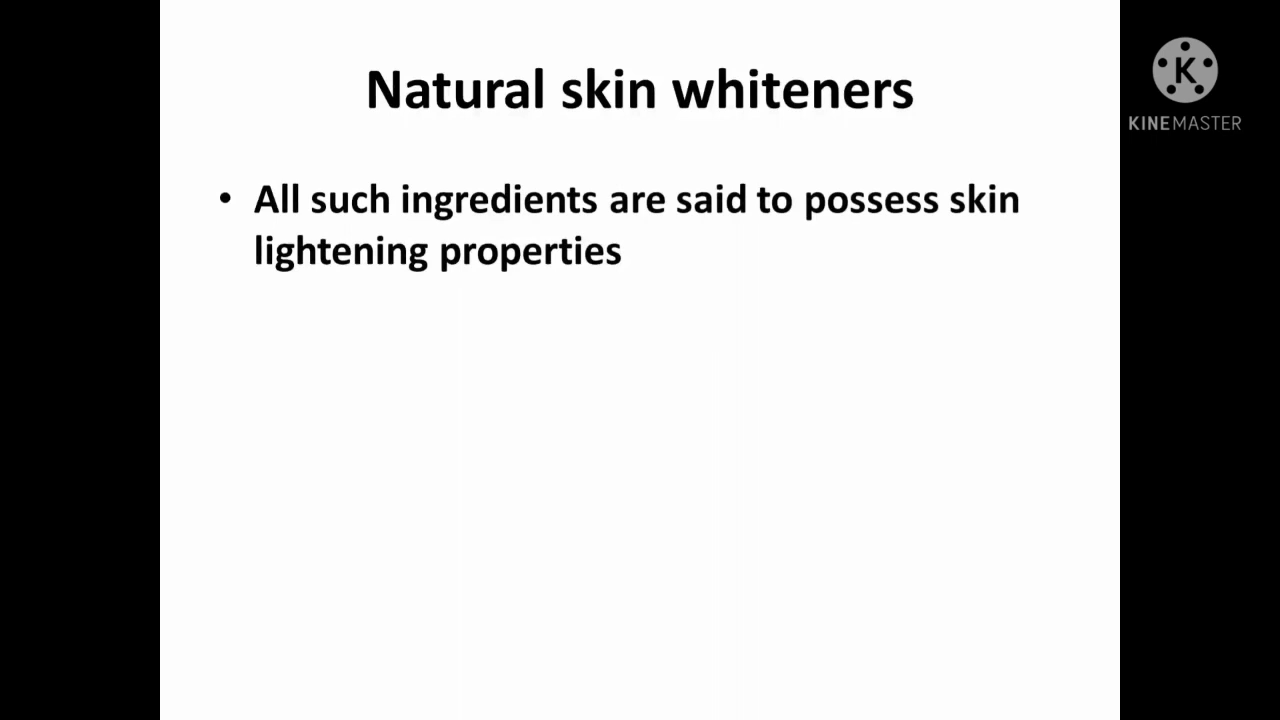 Natural skin whiteners
• All such ingredients are said to possess skin
lightening properties
K
KINEMASTER